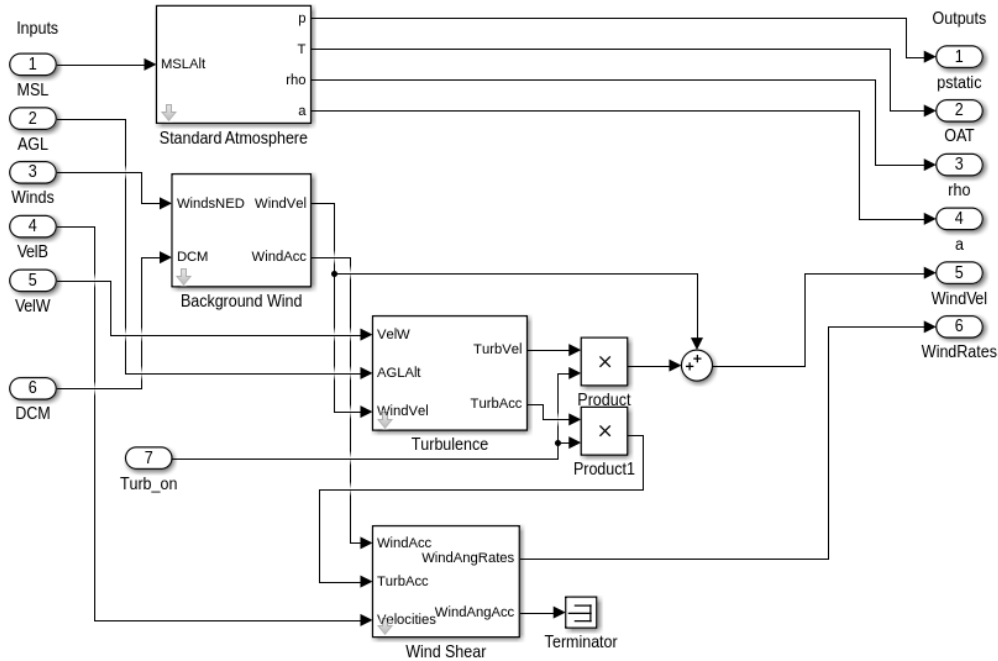 Inputs
Outputs
1
MSL
2
AGL
3
Winds
4
VelB
5
VelW
6
DCM
7
Turb_on
MSLAlt
p
T
rho
a
Standard Atmosphere
WindsNED
WindVel
DCM
WindAcc
Background Wind
VelW
TurbVel
AGLAlt
TurbAcc
WindVel
Turbulence
×
Product
×
Product1
+
+
WindAcc
WindAngRates
TurbAcc
WindAngAcc
Velocities
Wind Shear
Terminator
1
pstatic
2
OAT
3
rho
4
a
5
WindVel
6
WindRates